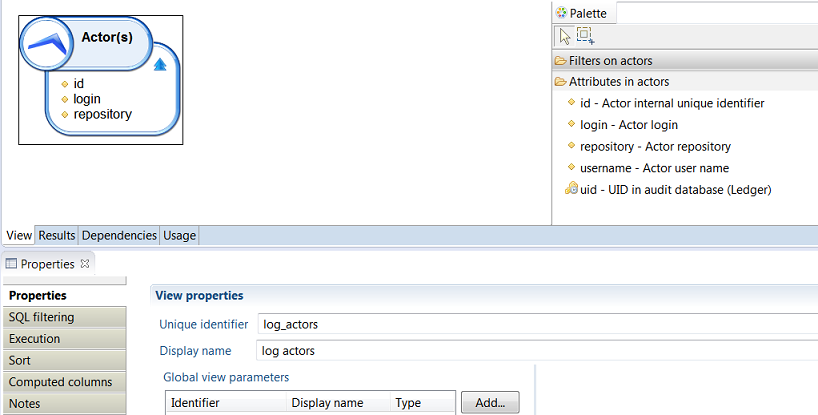 Actor(s)
id
login
repository
Palette
Filters on actors
Attributes in actors
id - Actor internal unique identifier
login - Actor login
repository - Actor repository
username - Actor user name
uid - UID in audit database (Ledger)
View Results Dependencies Usage
Properties
Properties
SQL filtering
Execution
Sort
Computed columns
Notes
View properties
Unique identifier log_actors
Display name log actors
Global view parameters
Identifier Display name Type Add...